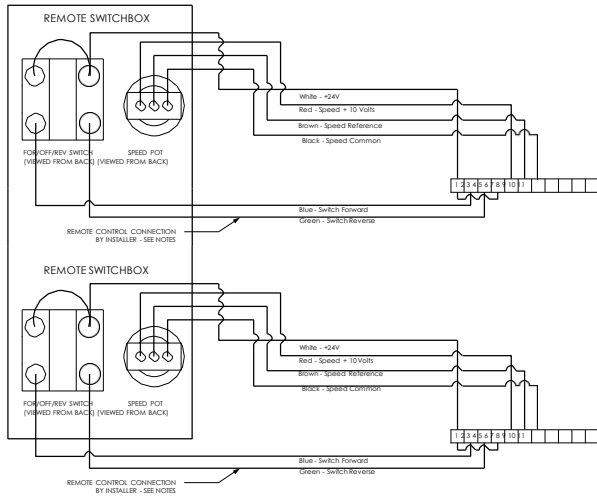 REMOTE SWITCHBOX
White - +24V
Red - Speed + 10 Volts
Brown - Speed Reference
Black - Speed Common
FOR/OFF/REV SWITCH
(VIEWED FROM BACK)
SPEED POT
(VIEWED FROM BACK)
1 2 3 4 5 6 7 8 9 10 11
Blue - Switch Forward
Green - Switch Reverse
REMOTE CONTROL CONNECTION
BY INSTALLER - SEE NOTES
REMOTE SWITCHBOX
White - +24V
Red - Speed + 10 Volts
Brown - Speed Reference
Black - Speed Common
FOR/OFF/REV SWITCH
(VIEWED FROM BACK)
SPEED POT
(VIEWED FROM BACK)
1 2 3 4 5 6 7 8 9 10 11
Blue - Switch Forward
Green - Switch Reverse
REMOTE CONTROL CONNECTION
BY INSTALLER - SEE NOTES